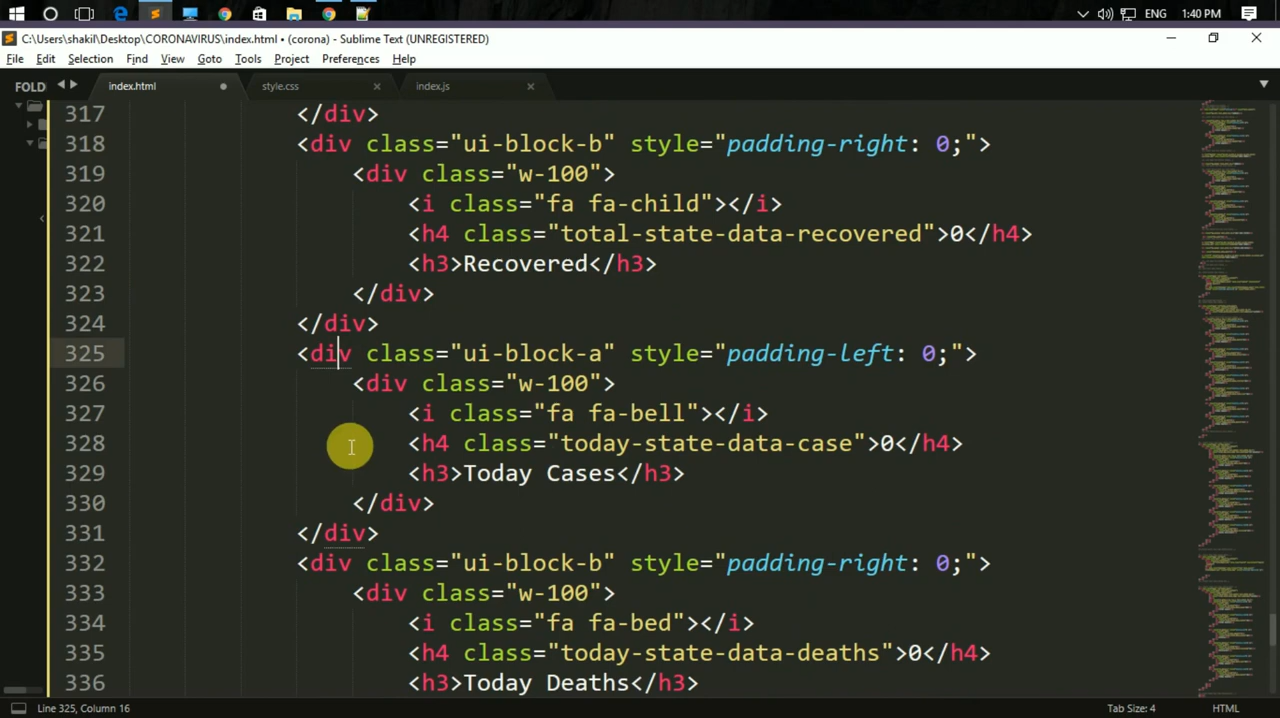 ENG
1:40 PM
C:\Users\shakil\Desktop\CORONAVIRUS\index.html • (corona) - Sublime Text (UNREGISTERED)
File Edit Selection Find View Goto Tools Project Preferences Help
FOLD
index.html
style.css
index.js
317 </div>
318 <div class="ui-block-b" style="padding-right: 0;">
319 <div class="w-100">
320 <i class="fa fa-child"></i>
321 <h4 class="total-state-data-recovered">0</h4>
322 <h3>Recovered</h3>
323 </div>
324 </div>
325 <div class="ui-block-a" style="padding-left: 0;">
326 <div class="w-100">
327 <i class="fa fa-bell"></i>
328 <h4 class="today-state-data-case">0</h4>
329 <h3>Today Cases</h3>
330 </div>
331 </div>
332 <div class="ui-block-b" style="padding-right: 0;">
333 <div class="w-100">
334 <i class="fa fa-bed"></i>
335 <h4 class="today-state-data-deaths">0</h4>
336 <h3>Today Deaths</h3>
Line 325, Column 16
Tab Size: 4
HTML